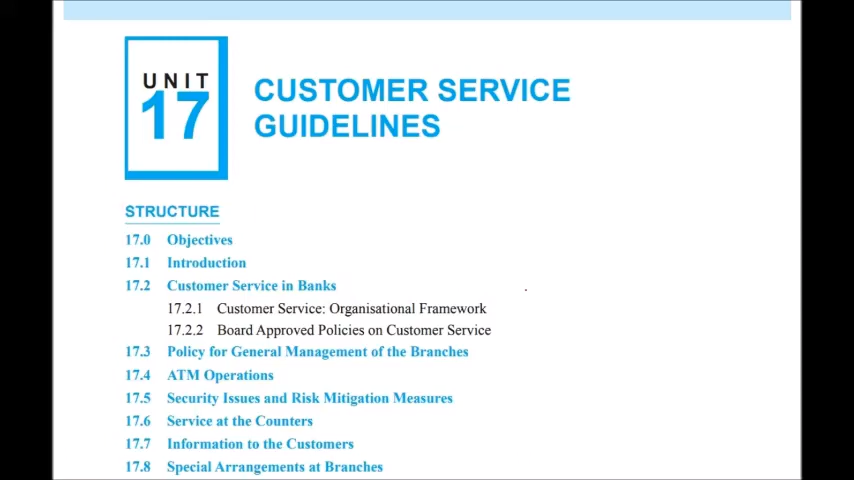 UNIT
17
CUSTOMER SERVICE
GUIDELINES
STRUCTURE
17.0 Objectives
17.1 Introduction
17.2 Customer Service in Banks
17.2.1 Customer Service: Organisational Framework
17.2.2 Board Approved Policies on Customer Service
17.3 Policy for General Management of the Branches
17.4 ATM Operations
17.5 Security Issues and Risk Mitigation Measures
17.6 Service at the Counters
17.7 Information to the Customers
17.8 Special Arrangements at Branches